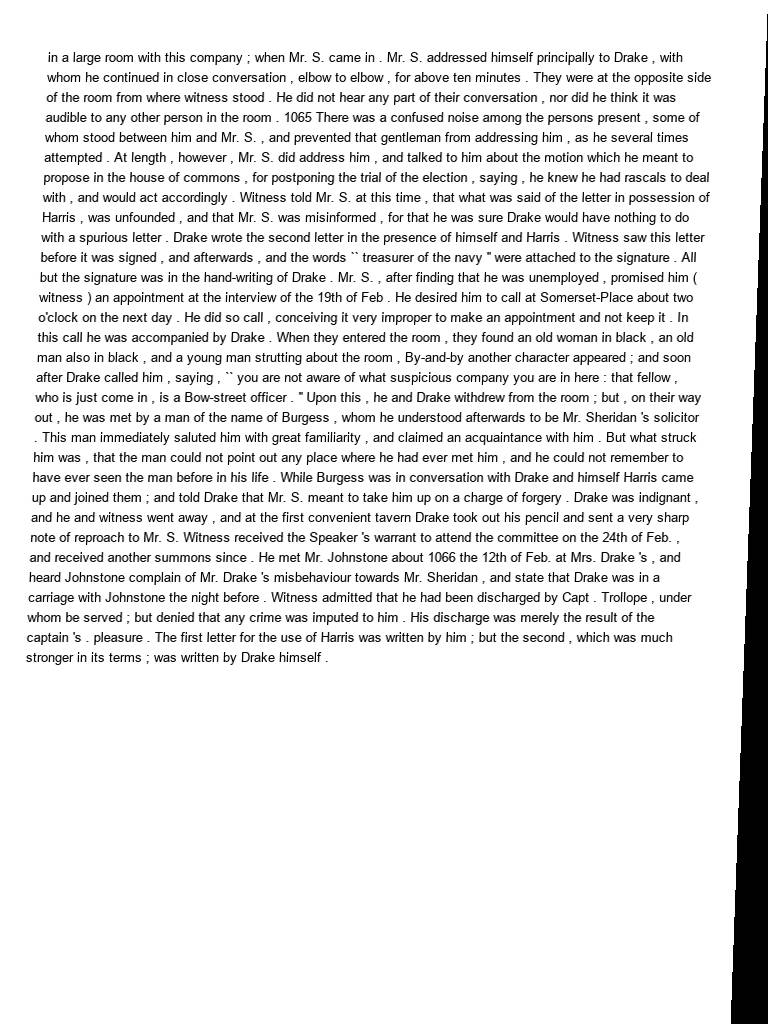 in a large room with this company ; when Mr. S. came in . Mr. S. addressed himself principally to Drake , with
whom he continued in close conversation , elbow to elbow , for above ten minutes . They were at the opposite side
of the room from where witness stood . He did not hear any part of their conversation , nor did he think it was
audible to any other person in the room . 1065 There was a confused noise among the persons present , some of
whom stood between him and Mr. S. , and prevented that gentleman from addressing him , as he several times
attempted . At length , however , Mr. S. did address him , and talked to him about the motion which he meant to
propose in the house of commons , for postponing the trial of the election , saying , he knew he had rascals to deal
with , and would act accordingly . Witness told Mr. S. at this time , that what was said of the letter in possession of
Harris , was unfounded , and that Mr. S. was misinformed , for that he was sure Drake would have nothing to do
with a spurious letter . Drake wrote the second letter in the presence of himself and Harris . Witness saw this letter
before it was signed , and afterwards , and the words `` treasurer of the navy '' were attached to the signature . All
but the signature was in the hand-writing of Drake . Mr. S. , after finding that he was unemployed , promised him (
witness ) an appointment at the interview of the 19th of Feb . He desired him to call at Somerset-Place about two
o'clock on the next day . He did so call , conceiving it very improper to make an appointment and not keep it . In
this call he was accompanied by Drake . When they entered the room , they found an old woman in black , an old
man also in black , and a young man strutting about the room , By-and-by another character appeared ; and soon
after Drake called him , saying , `` you are not aware of what suspicious company you are in here : that fellow ,
who is just come in , is a Bow-street officer . '' Upon this , he and Drake withdrew from the room ; but , on their way
out , he was met by a man of the name of Burgess , whom he understood afterwards to be Mr. Sheridan 's solicitor
. This man immediately saluted him with great familiarity , and claimed an acquaintance with him . But what struck
him was , that the man could not point out any place where he had ever met him , and he could not remember to
have ever seen the man before in his life . While Burgess was in conversation with Drake and himself Harris came
up and joined them ; and told Drake that Mr. S. meant to take him up on a charge of forgery . Drake was indignant ,
and he and witness went away , and at the first convenient tavern Drake took out his pencil and sent a very sharp
note of reproach to Mr. S. Witness received the Speaker 's warrant to attend the committee on the 24th of Feb. ,
and received another summons since . He met Mr. Johnstone about 1066 the 12th of Feb. at Mrs. Drake 's , and
heard Johnstone complain of Mr. Drake 's misbehaviour towards Mr. Sheridan , and state that Drake was in a
carriage with Johnstone the night before . Witness admitted that he had been discharged by Capt . Trollope , under
whom be served ; but denied that any crime was imputed to him . His discharge was merely the result of the
captain 's . pleasure . The first letter for the use of Harris was written by him ; but the second , which was much
stronger in its terms ; was written by Drake himself .